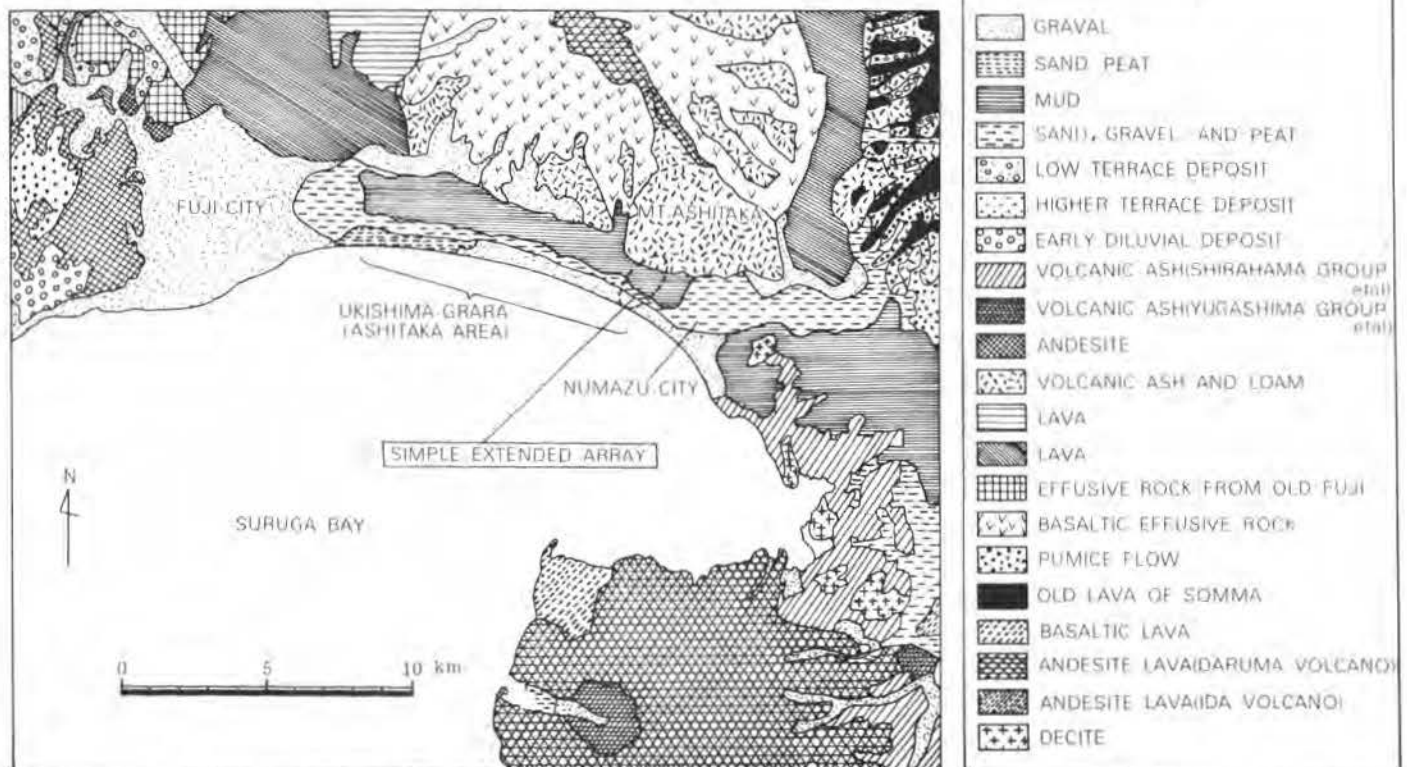 FUJI CITY
MT. ASHITAKA
UKISHIMA GRARA
(ASHITAKA AREA)
NUMAZU CITY
SIMPLE EXTENDED ARRAY
N
SURUGA BAY
0 5 10 km
GRAVAL
SAND PEAT
MUD
SAND, GRAVEL AND PEAT
LOW TERRACE DEPOSIT
HIGHER TERRACE DEPOSIT
EARLY DILUVIAL DEPOSIT
VOLCANIC ASH(SHIRAHAMA GROUP
etal)
VOLCANIC ASH(YUGASHIMA GROUP
etal)
ANDESITE
VOLCANIC ASH AND LOAM
LAVA
LAVA
EFFUSIVE ROCK FROM OLD FUJI
BASALTIC EFFUSIVE ROCK
PUMICE FLOW
OLD LAVA OF SOMMA
BASALTIC LAVA
ANDESITE LAVA(DARUMA VOLCANO)
ANDESITE LAVA(IDA VOLCANO)
DECITE